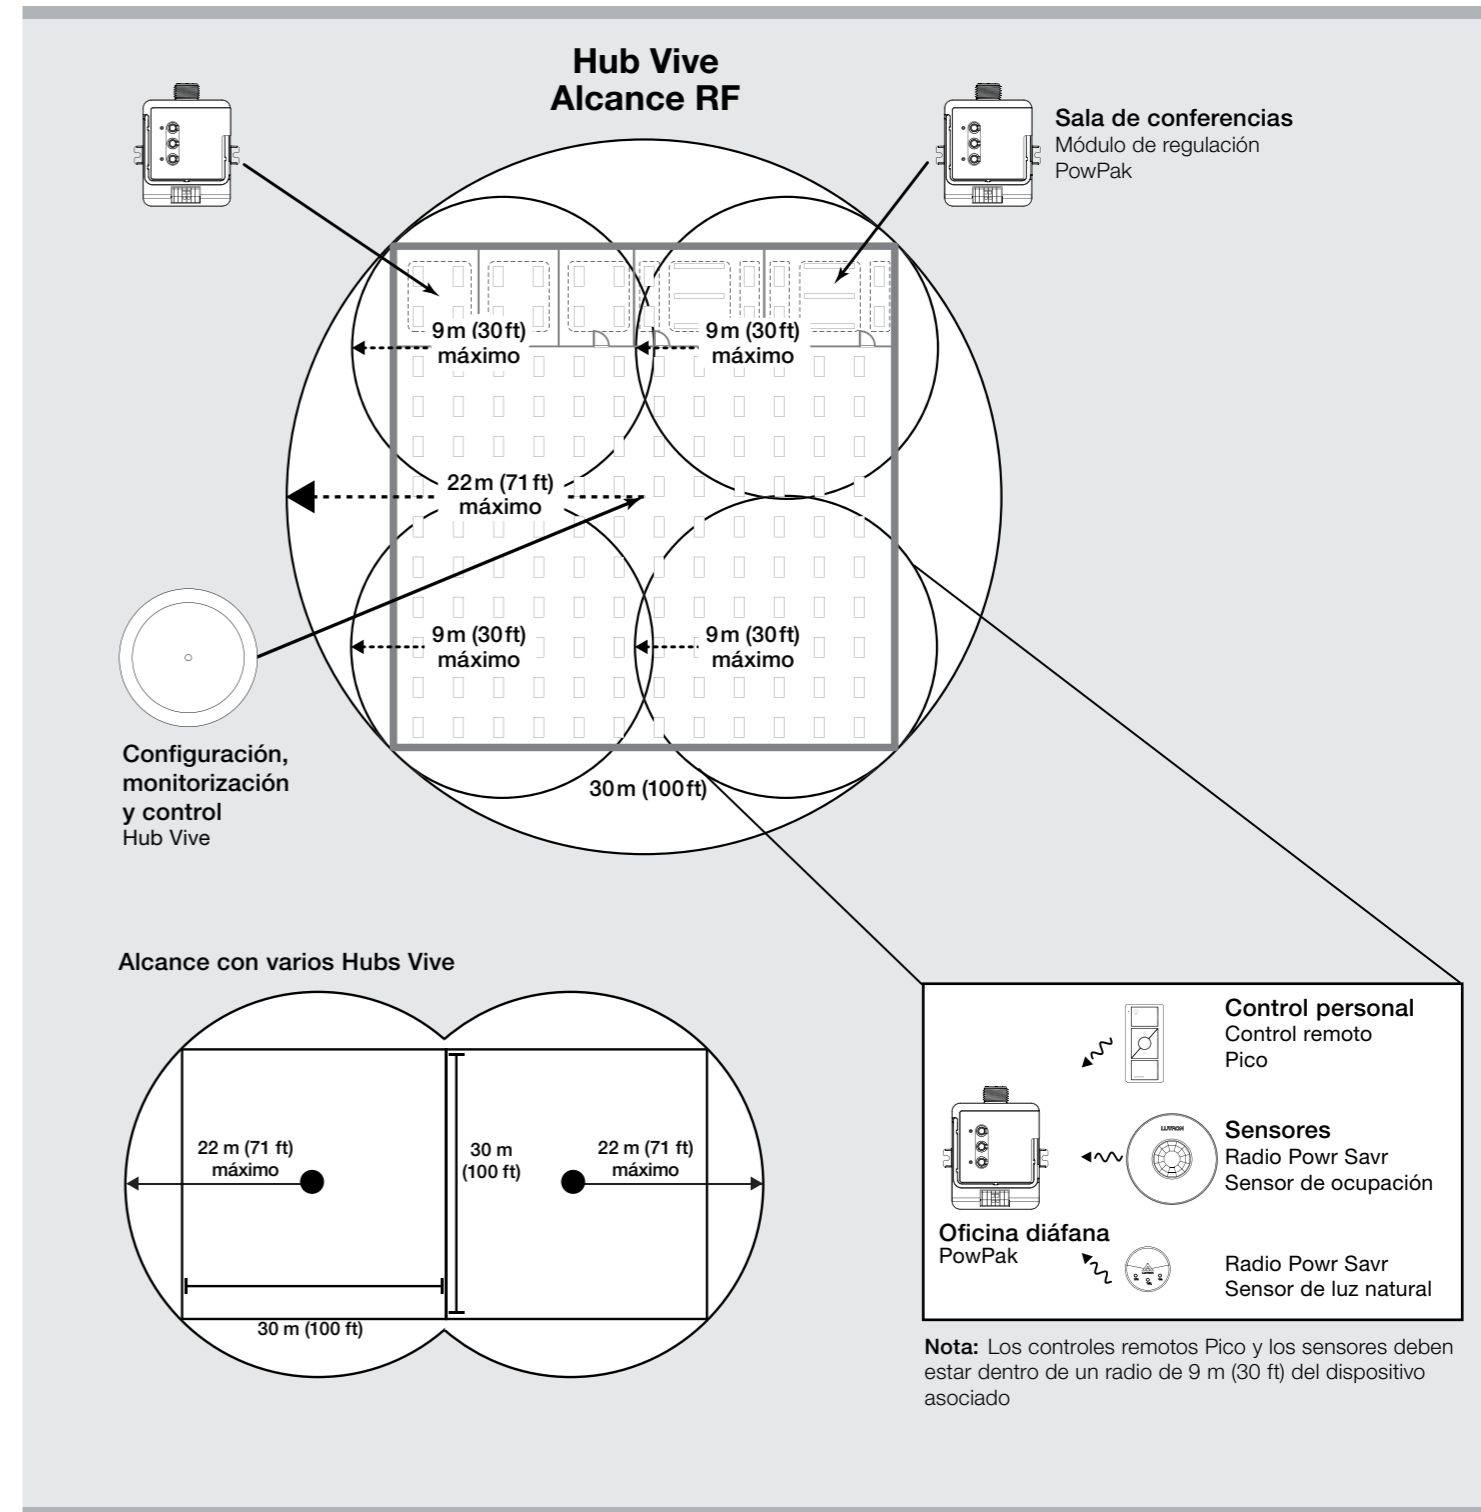 Hub Vive
Alcance RF
Sala de conferencias
Módulo de regulación
PowPak
9 m (30 ft)
máximo
9 m (30 ft)
máximo
22 m (71 ft)
máximo
9 m (30 ft)
máximo
9 m (30 ft)
máximo
30 m (100 ft)
Configuración,
monitorización
y control
Hub Vive
Alcance con varios Hubs Vive
22 m (71 ft)
máximo
30 m
(100 ft)
22 m (71 ft)
máximo
30 m (100 ft)
Control personal
Control remoto
Pico
LUTRON
Sensores
Radio Powr Savr
Sensor de ocupación
Oficina diáfana
PowPak
Radio Powr Savr
Sensor de luz natural
Nota: Los controles remotos Pico y los sensores deben
estar dentro de un radio de 9 m (30 ft) del dispositivo
asociado